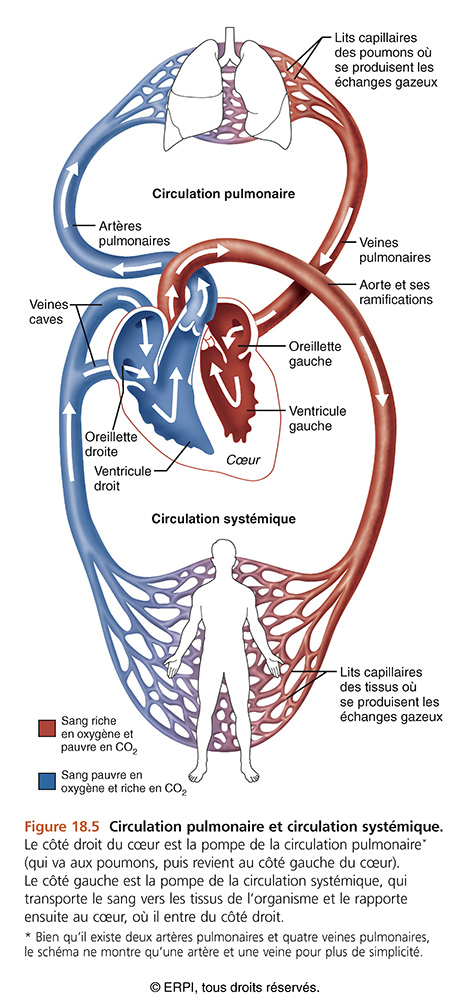 Lits capillaires
des poumons où
se produisent les
échanges gazeux
Circulation pulmonaire
Artères
pulmonaires
Veines
pulmonaires
Aorte et ses
ramifications
Veines
caves
Oreillette
gauche
Ventricule
gauche
Oreillette
droite
Ventricule
droit
Cœur
Circulation systémique
Lits capillaires
des tissus où
se produisent les
échanges gazeux
Sang riche
en oxygène et
pauvre en CO₂
Sang pauvre en
oxygène et riche en CO₂
Figure 18.5 Circulation pulmonaire et circulation systémique.
Le côté droit du cœur est la pompe de la circulation pulmonaire*
(qui va aux poumons, puis revient au côté gauche du cœur).
Le côté gauche est la pompe de la circulation systémique, qui
transporte le sang vers les tissus de l'organisme et le rapporte
ensuite au cœur, où il entre du côté droit.
* Bien qu'il existe deux artères pulmonaires et quatre veines pulmonaires,
le schéma ne montre qu'une artère et une veine pour plus de simplicité.
© ERPI, tous droits réservés.